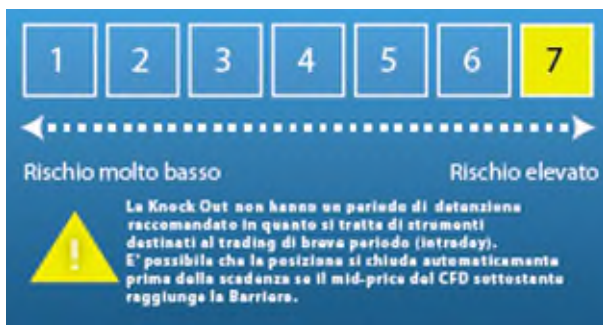 1 2 3 4 5 6 7
Rischio molto basso Rischio elevato
Le Knock Out non hanno un periodo di detenzione
raccomandato in quanto si tratta di strumenti
destinati al trading di breve periodo (intraday).
E' possibile che la posizione si chiuda automaticamente
prima della scadenza se il mid-price del CFD sottostante
raggiunge la Barriera.
!